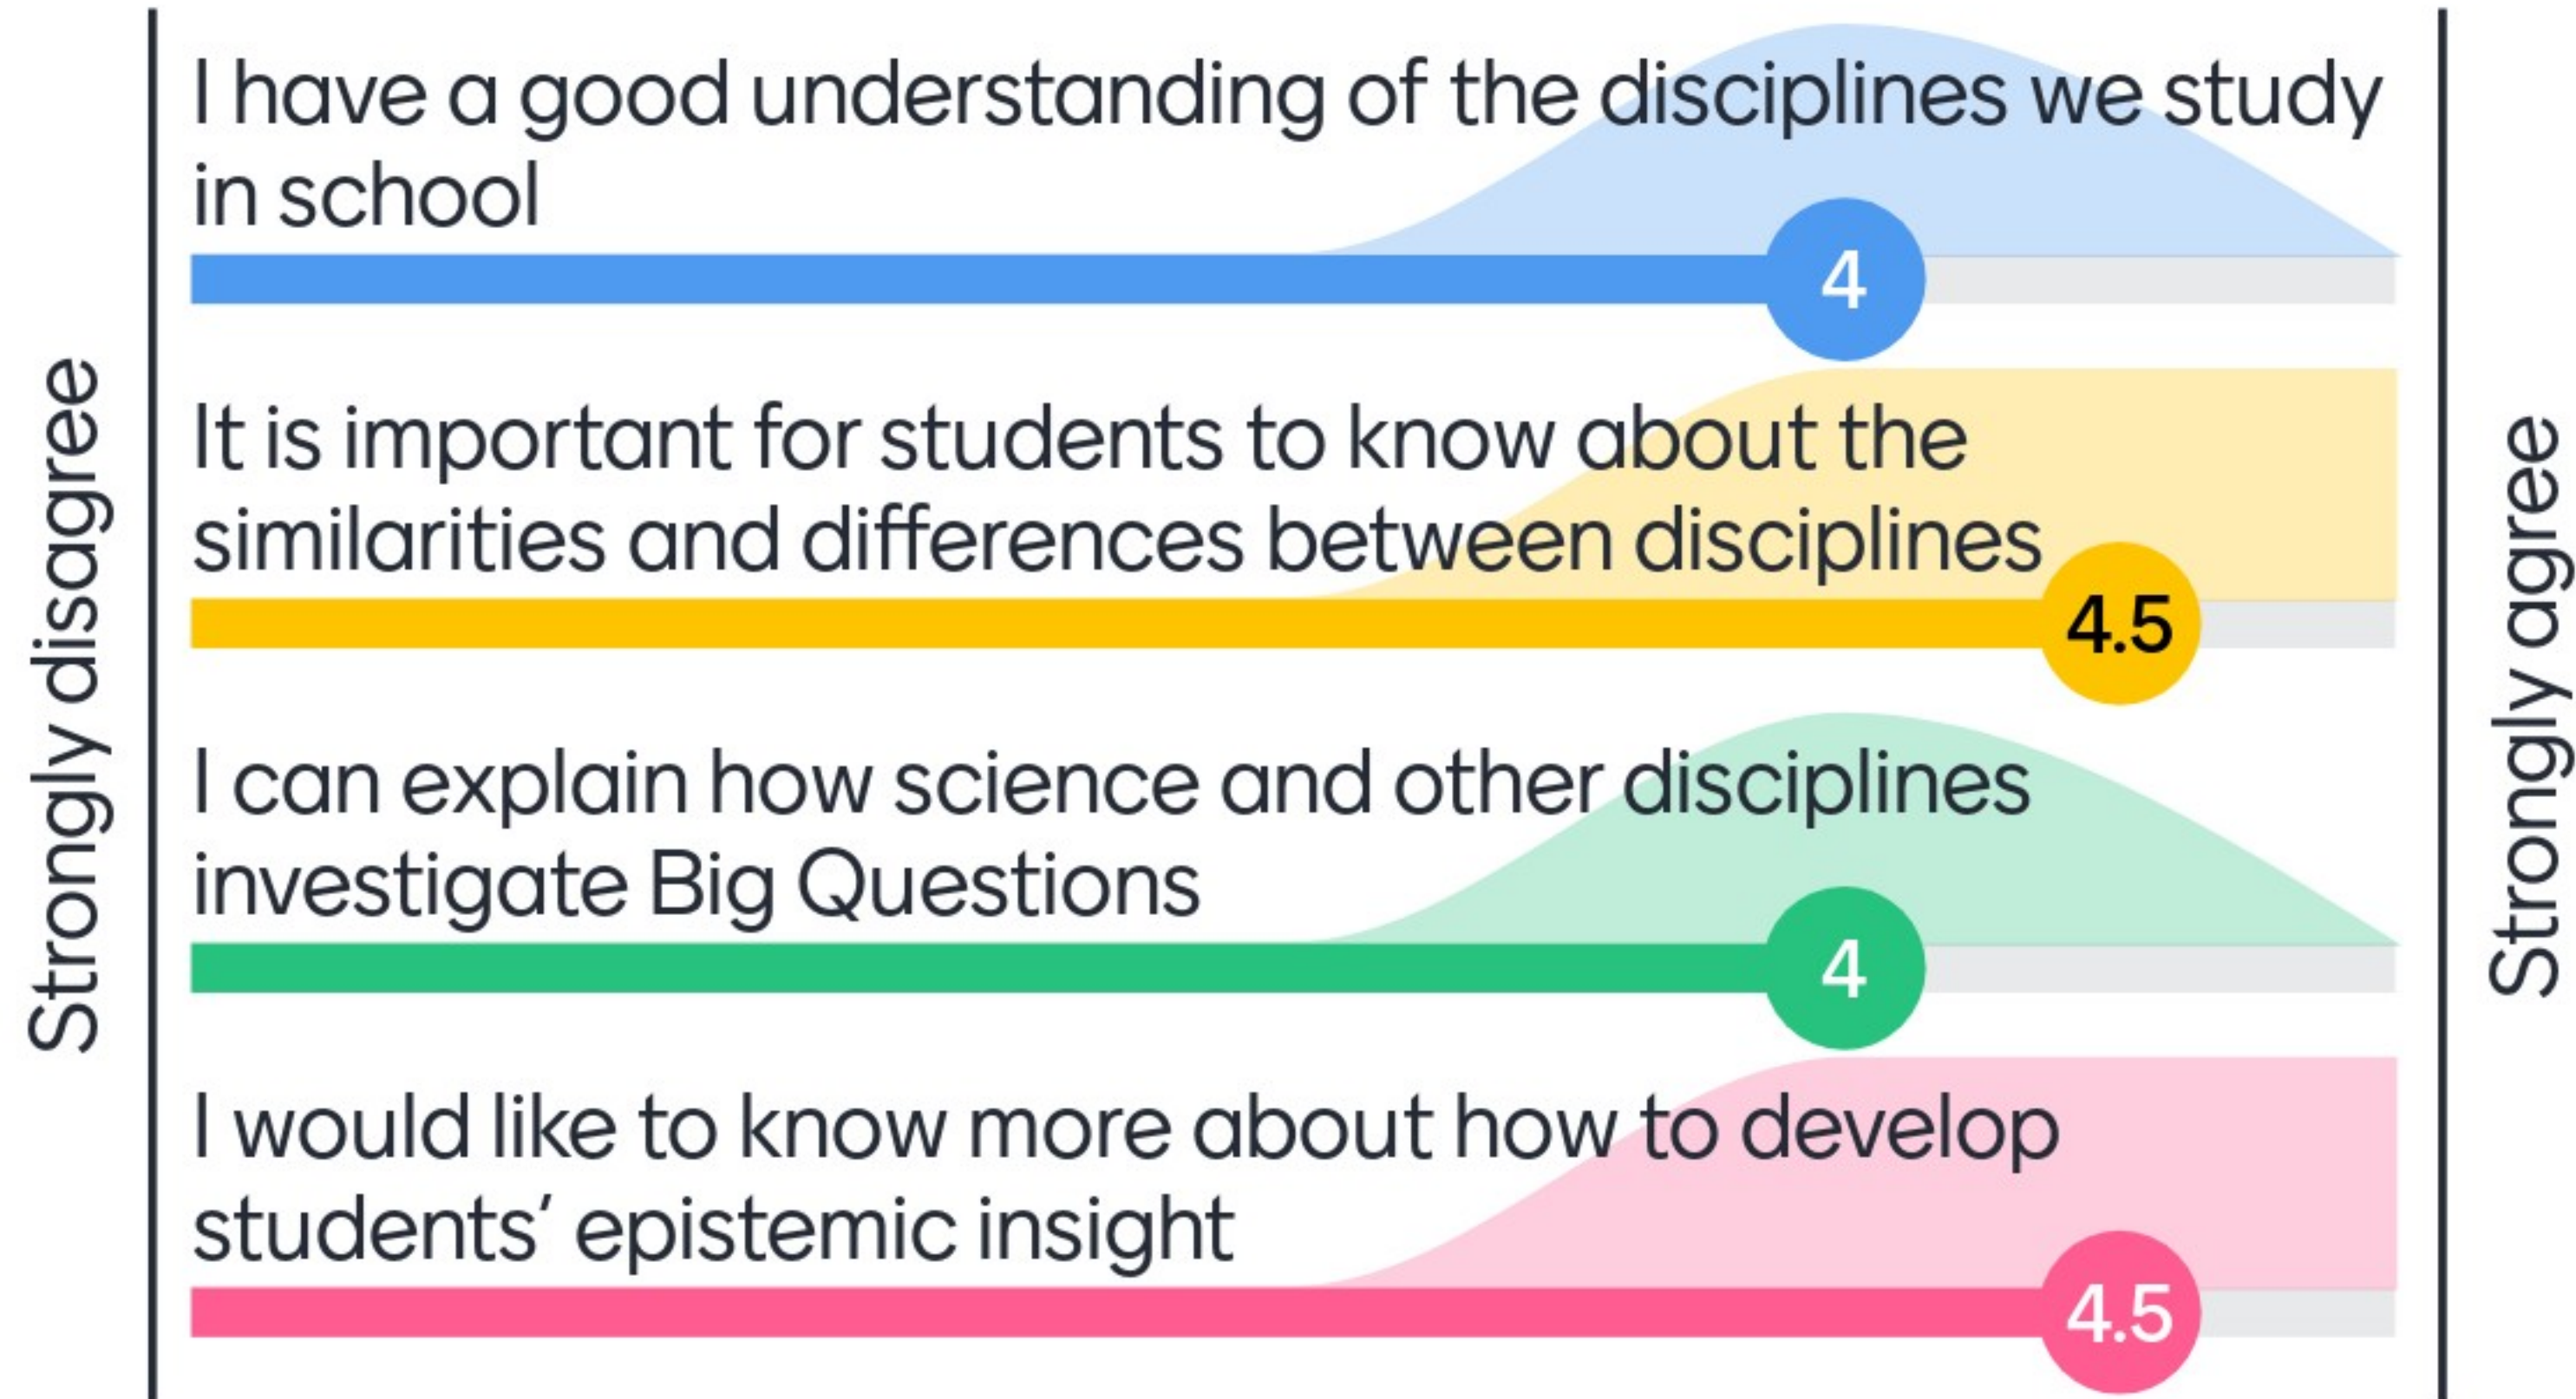 Strongly disagree
I have a good understanding of the disciplines we study
in school
4
It is important for students to know about the
similarities and differences between disciplines
4.5
I can explain how science and other disciplines
investigate Big Questions
4
I would like to know more about how to develop
students’ epistemic insight
4.5
Strongly agree